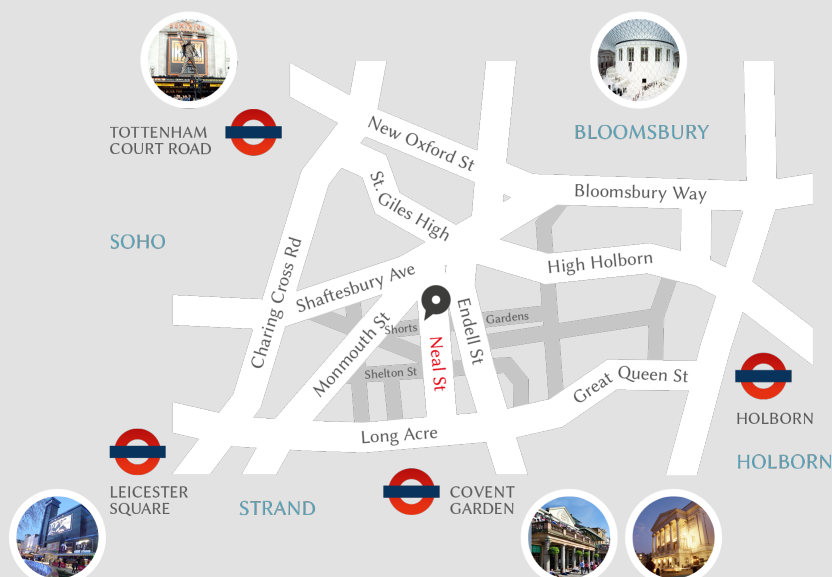 TOTTENHAM
COURT ROAD
New Oxford St
BLOOMSBURY
St. Giles High
Bloomsbury Way
SOHO
Charing Cross Rd
Shaftesbury Ave
High Holborn
Monmouth St
Shorts
Gardens
Endell St
Neal St
Shelton St
Great Queen St
Long Acre
HOLBORN
HOLBORN
LEICESTER
SQUARE
STRAND
COVENT
GARDEN